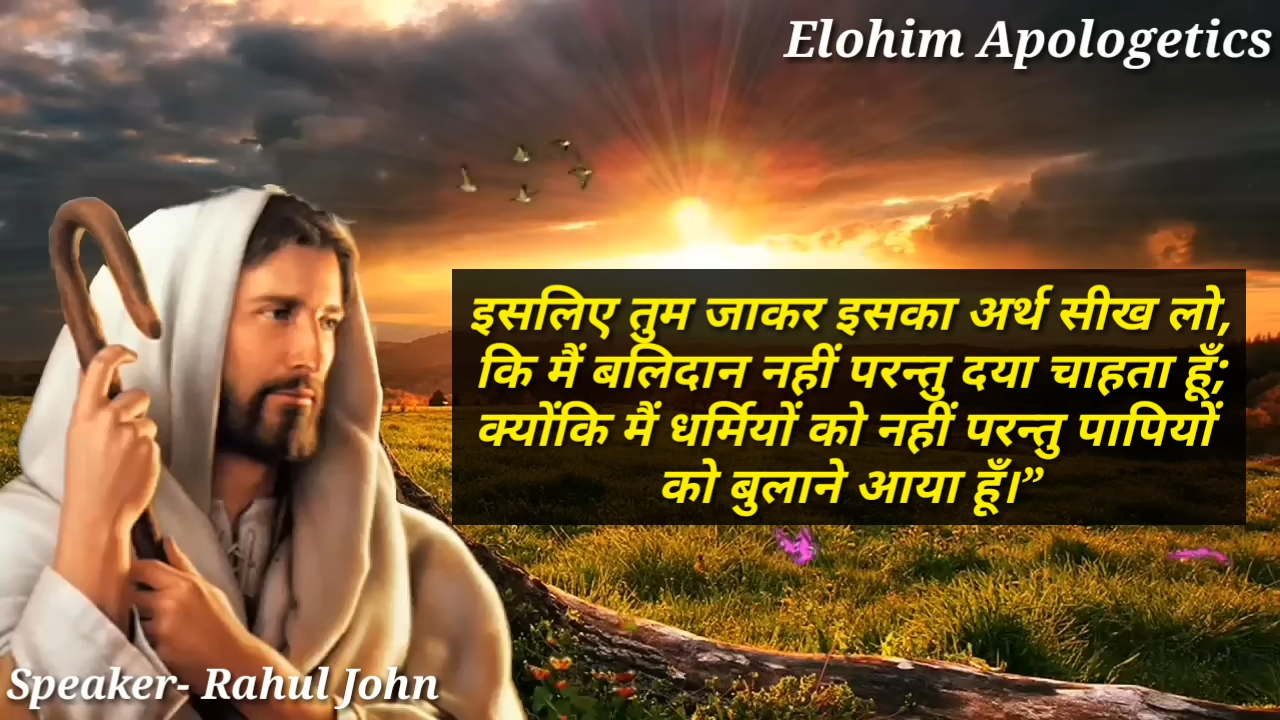 Elohim Apologetics
इसलिए तुम जाकर इसका अर्थ सीख लो,
कि मैं बलिदान नहीं परन्तु दया चाहता हूँ;
क्योंकि मैं धर्मियों को नहीं परन्तु पापियों
को बुलाने आया हूँ।”
Speaker- Rahul John